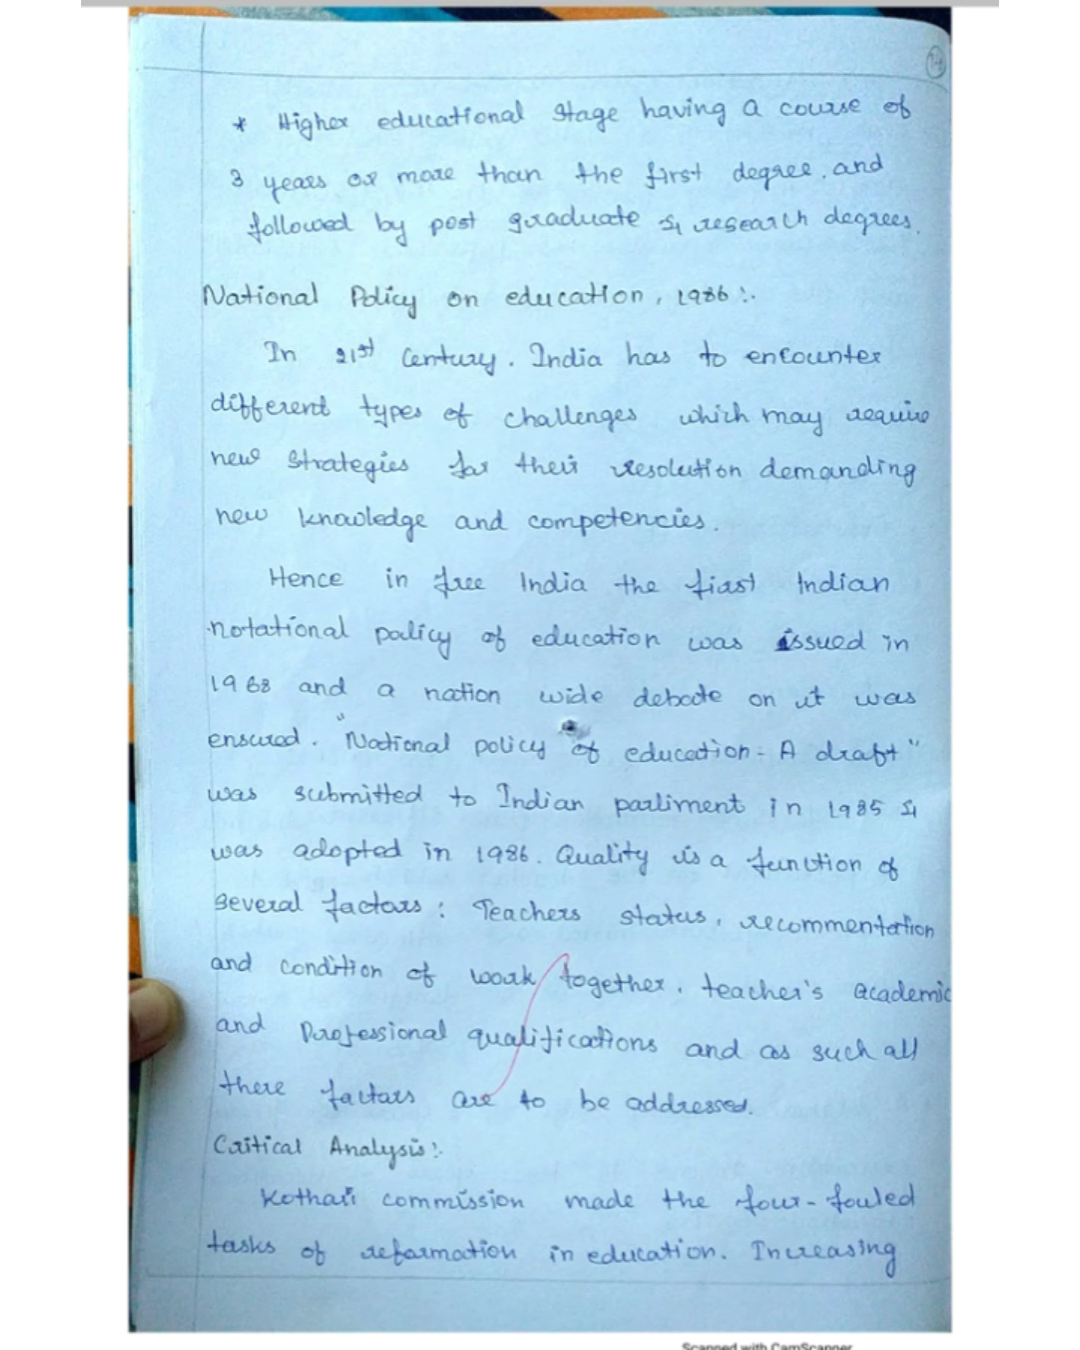 * Higher educational stage having a course of
3 years or more than the first degree, and
followed by post graduate & research degrees.
National Policy on education, 1986 :-
In 21st Century. India has to encounter
different types of challenges which may require
new strategies for their resolution demanding
new knowledge and competencies.
Hence in free India the first Indian
notational policy of education was issued in
1968 and a nation wide debate on it was
ensured. "National policy of education - A draft"
was submitted to Indian parliment in 1985 &
was adopted in 1986. Quality is a function of
several factors : Teachers status, recommentation
and condition of work together, teacher's academic
and Professional qualifications and as such all
there factors are to be addressed.
Critical Analysis :-
Kothari commission made the four-fouled
tasks of reformation in education. Increasing
Scanned with CamScanner